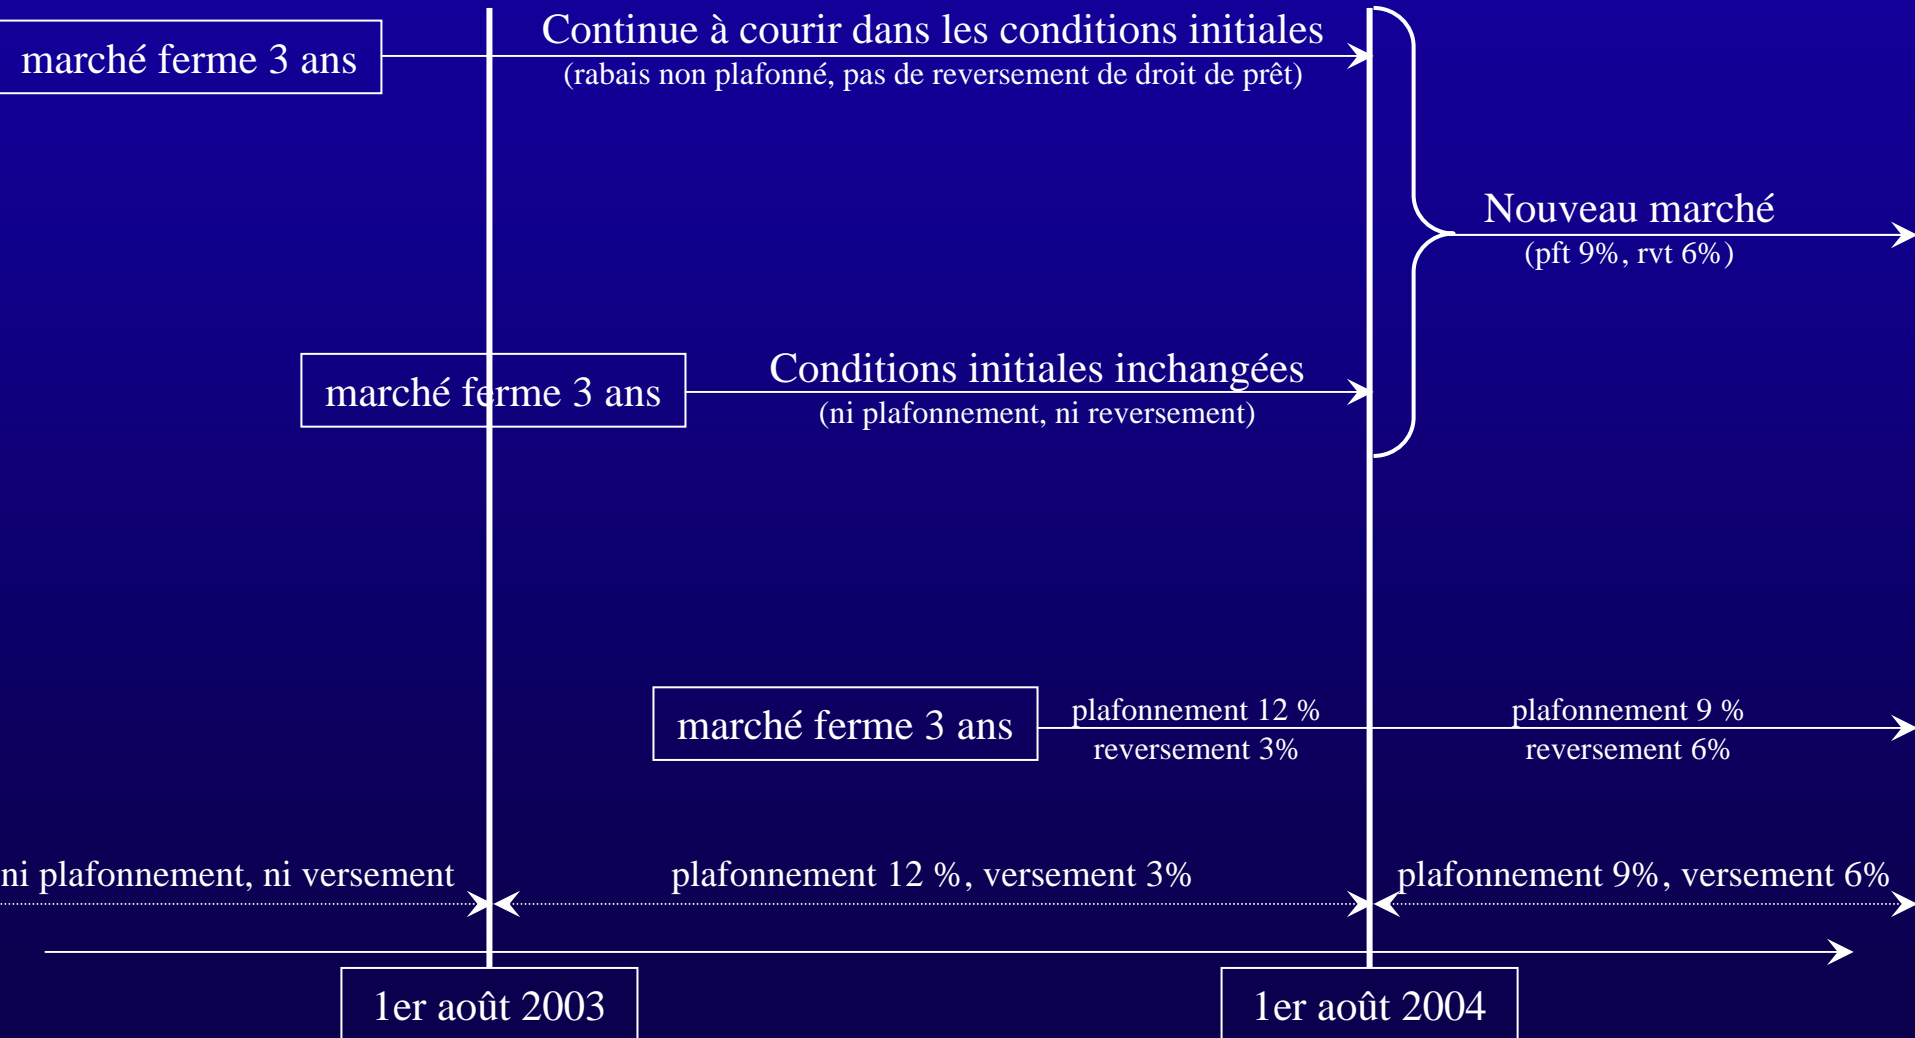 marché ferme 3 ans
Continue à courir dans les conditions initiales
(rabais non plafonné, pas de reversement de droit de prêt)
Nouveau marché
(pft 9%, rvt 6%)
marché ferme 3 ans
Conditions initiales inchangées
(ni plafonnement, ni reversement)
marché ferme 3 ans
plafonnement 12 %
reversement 3%
plafonnement 9 %
reversement 6%
ni plafonnement, ni versement
plafonnement 12 %, versement 3%
plafonnement 9%, versement 6%
1er août 2003
1er août 2004